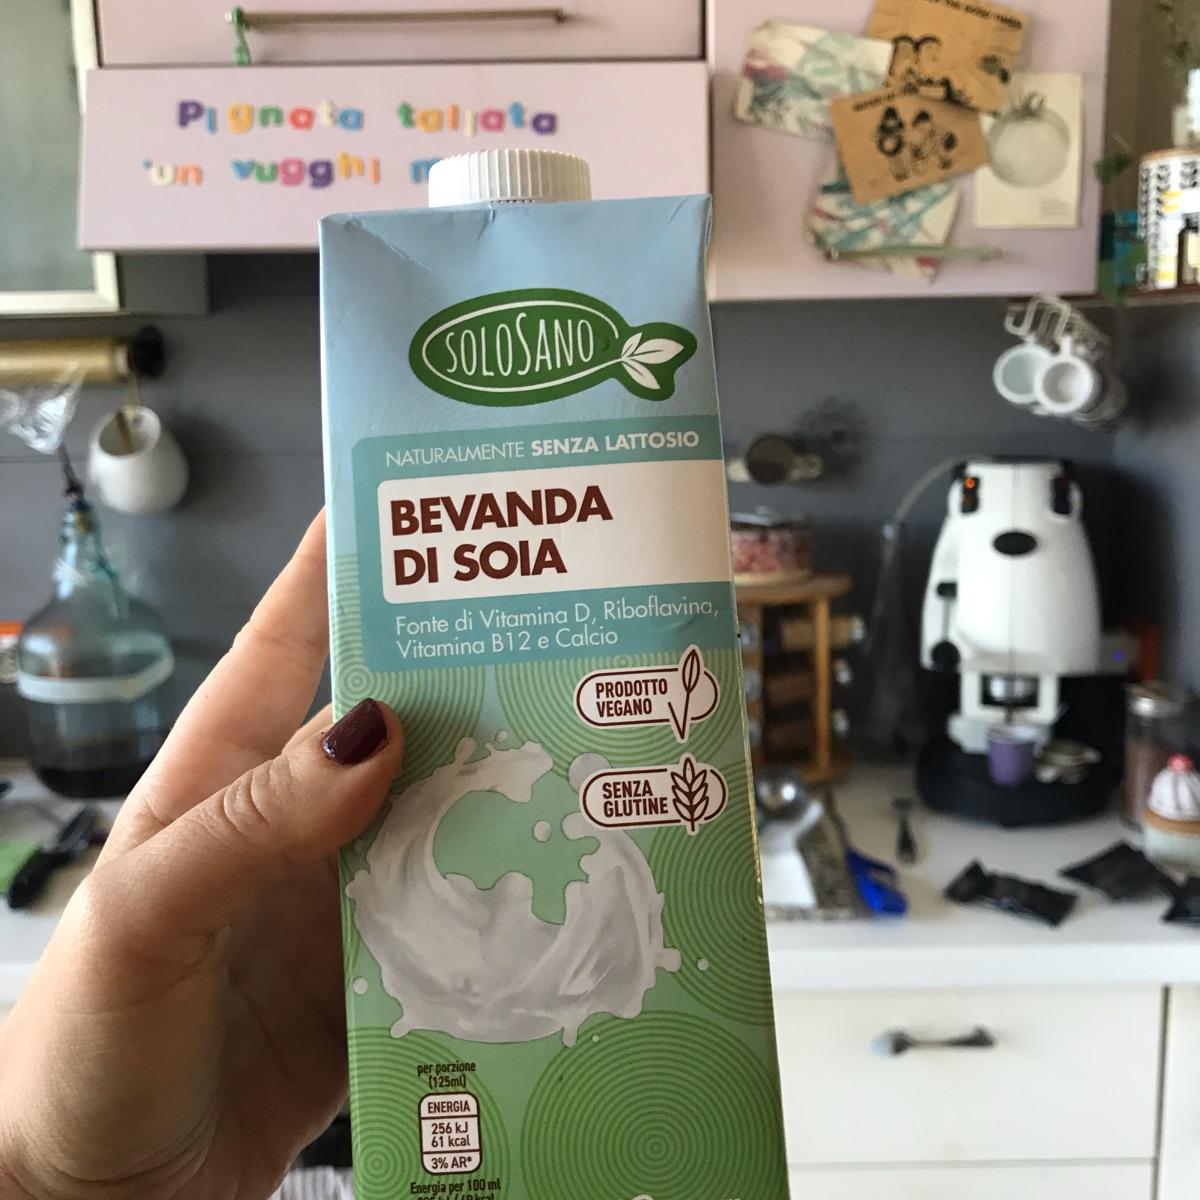 Pignata taliata
'un vugghi m
SOLOSANO
NATURALMENTE SENZA LATTOSIO
BEVANDA
DI SOIA
Fonte di Vitamina D, Riboflavina,
Vitamina B12 e Calcio
PRODOTTO
VEGANO
SENZA
GLUTINE
per porzione
(125ml)
ENERGIA
256 kJ
61 kcal
3% AR*
Energia per 100 ml